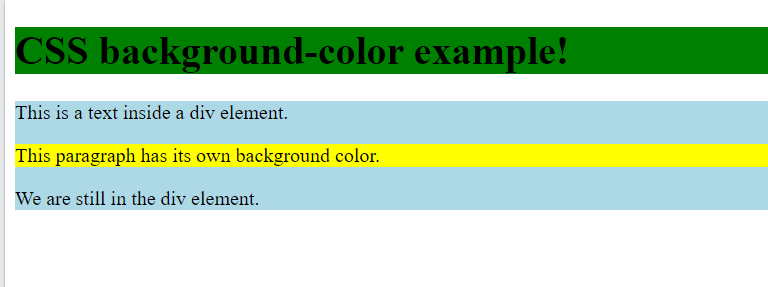 CSS background-color example!
This is a text inside a div element.
This paragraph has its own background color.
We are still in the div element.